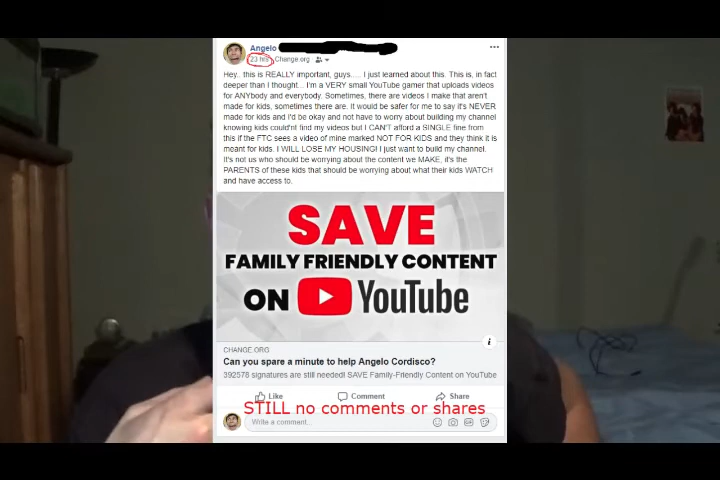 Angelo
23 hrs · Change.org
Hey.. this is REALLY important, guys..... I just learned about this. This is, in fact
deeper than I thought... I'm a VERY small YouTube gamer that uploads videos
for ANYbody and everybody. Sometimes, there are videos I make that aren't
made for kids, sometimes there are. It would be safer for me to say it's NEVER
made for kids and I'd be okay and not have to worry about building my channel
knowing kids could'nt find my videos but I CAN'T afford a SINGLE fine from
this if the FTC sees a video of mine marked NOT FOR KIDS and they think it is
meant for kids. I WILL LOSE MY HOUSING! I just want to build my channel.
It's not us who should be worrying about the content we MAKE, it's the
PARENTS of these kids that should be worrying about what their kids WATCH
and have access to.
SAVE
FAMILY FRIENDLY CONTENT
ON YouTube
CHANGE.ORG
Can you spare a minute to help Angelo Cordisco?
392578 signatures are still needed! SAVE Family-Friendly Content on YouTube
Like Comment Share
STILL no comments or shares
Write a comment...
GIF